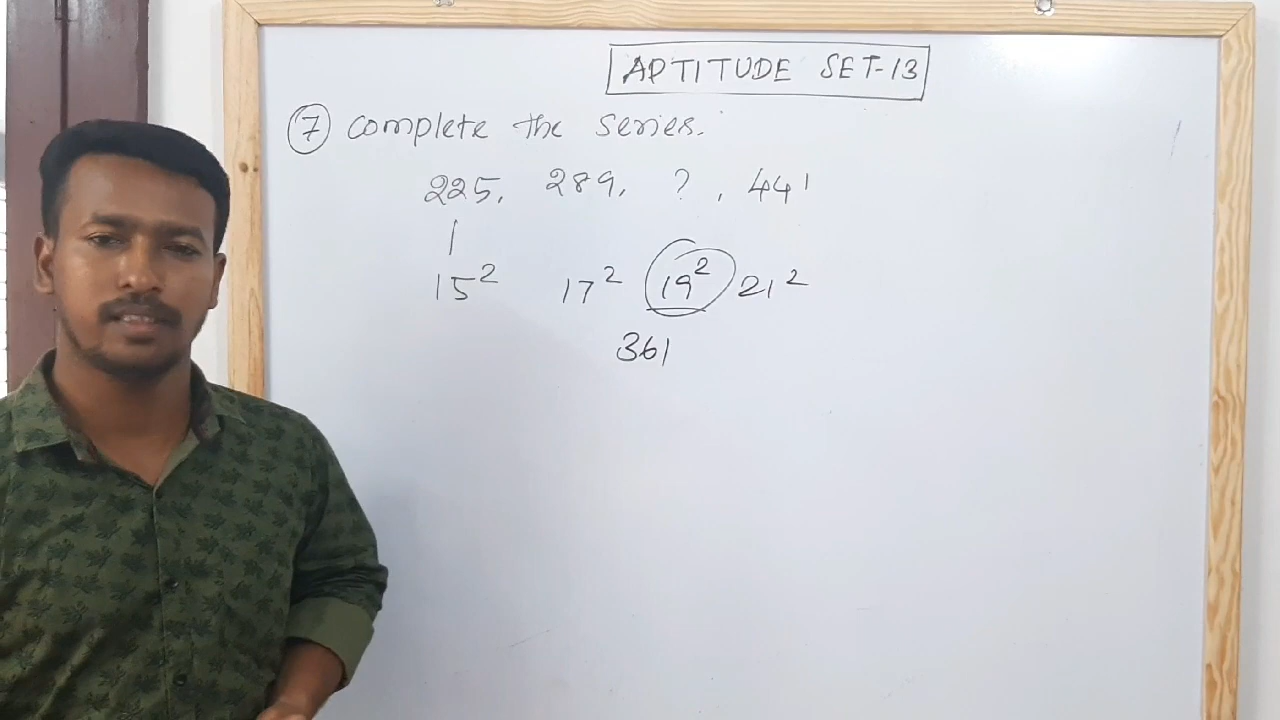 APTITUDE SET-13
7 complete the series.
225, 289, ?, 441
15² 17² 19² 21²
361